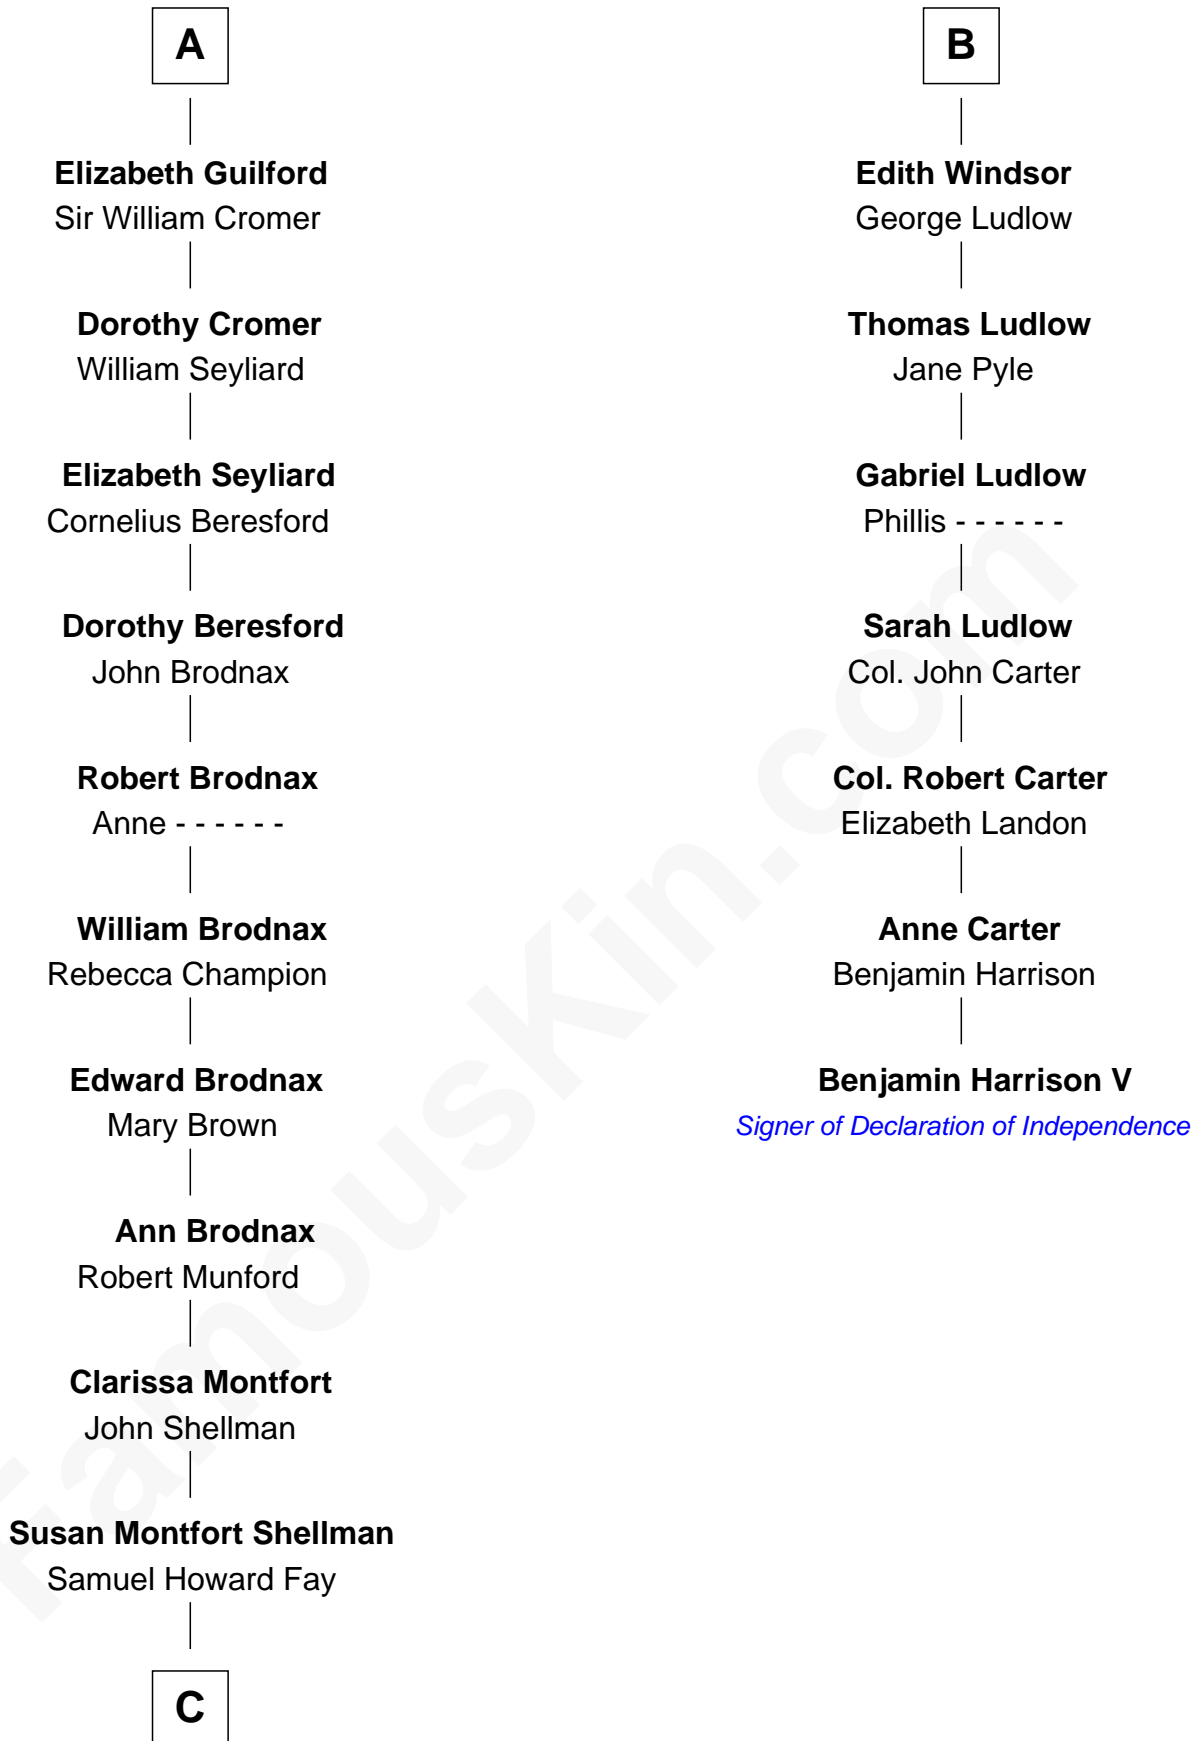 A
Elizabeth Guilford
Sir William Cromer
Dorothy Cromer
William Seyliard
Elizabeth Seyliard
Cornelius Beresford
Dorothy Beresford
John Brodnax
Robert Brodnax
Anne - - - - - -
William Brodnax
Rebecca Champion
Edward Brodnax
Mary Brown
Ann Brodnax
Robert Munford
Clarissa Montfort
John Shellman
Susan Montfort Shellman
Samuel Howard Fay
C
B
Edith Windsor
George Ludlow
Thomas Ludlow
Jane Pyle
Gabriel Ludlow
Phillis - - - - - -
Sarah Ludlow
Col. John Carter
Col. Robert Carter
Elizabeth Landon
Anne Carter
Benjamin Harrison
Benjamin Harrison V
Signer of Declaration of Independence
FamousKin.com